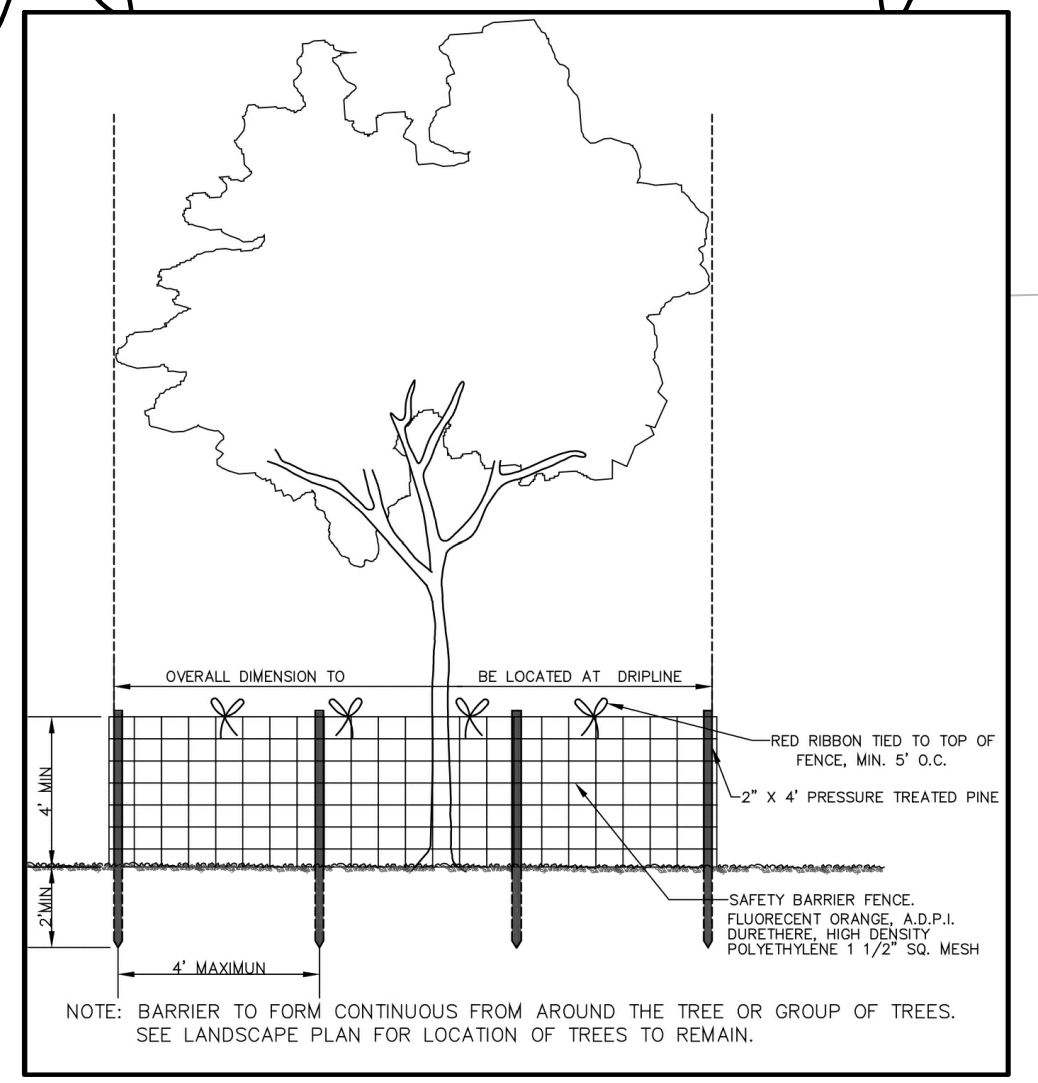 OVERALL DIMENSION TO BE LOCATED AT DRIPLINE
RED RIBBON TIED TO TOP OF
FENCE, MIN. 5' O.C.
4' MIN
2" X 4' PRESSURE TREATED PINE
2'MIN
SAFETY BARRIER FENCE.
FLUORECENT ORANGE, A.D.P.I.
DURETHERE, HIGH DENSITY
POLYETHYLENE 1 1/2" SQ. MESH
4' MAXIMUN
NOTE: BARRIER TO FORM CONTINUOUS FROM AROUND THE TREE OR GROUP OF TREES.
SEE LANDSCAPE PLAN FOR LOCATION OF TREES TO REMAIN.